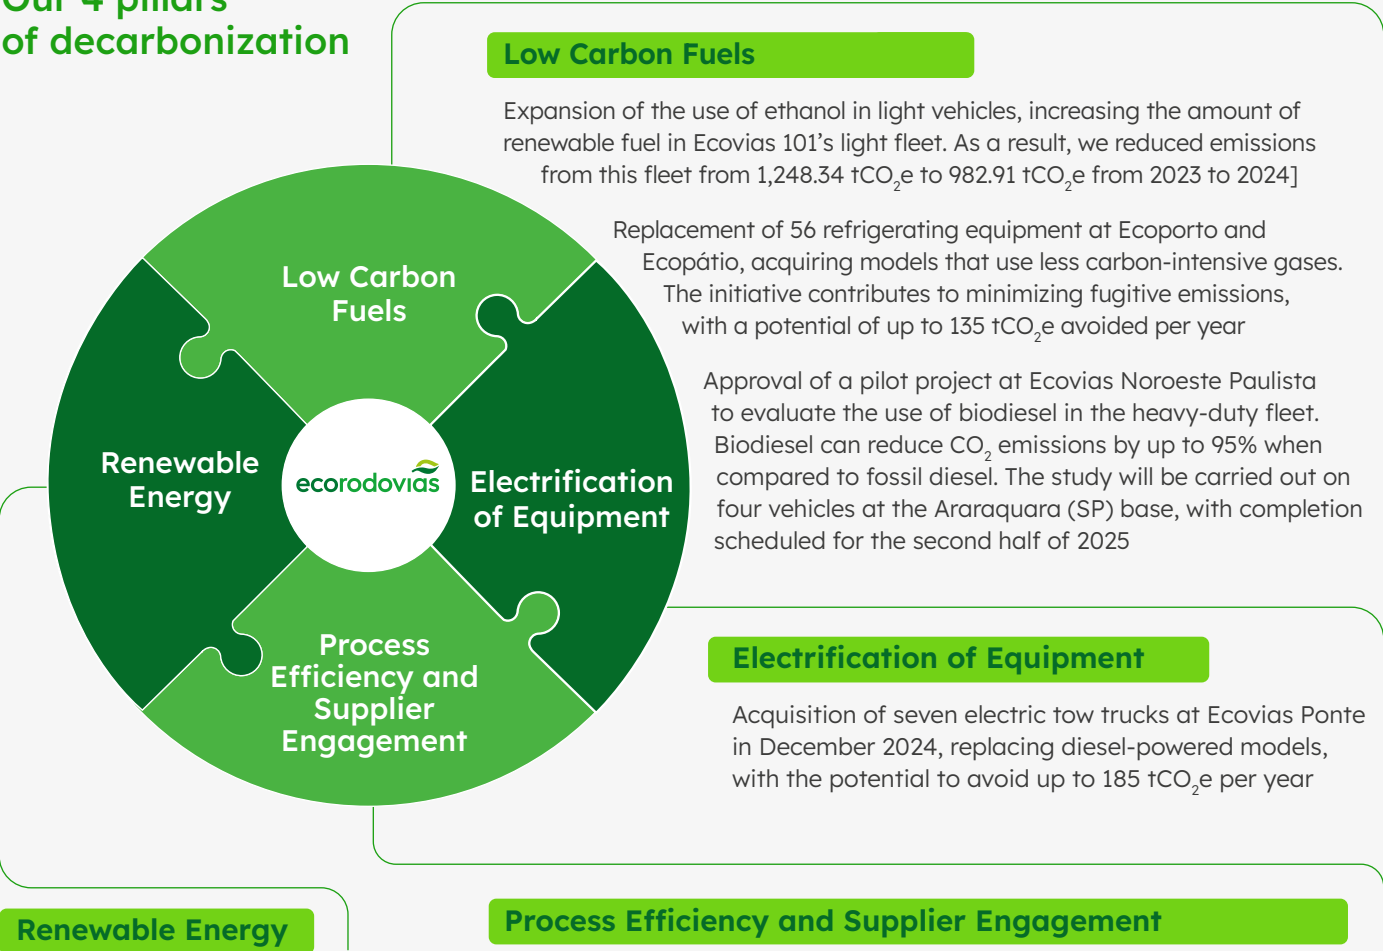 Our 4 pillars
of decarbonization
Low Carbon Fuels
Expansion of the use of ethanol in light vehicles, increasing the amount of
renewable fuel in Ecovias 101's light fleet. As a result, we reduced emissions
from this fleet from 1,248.34 tCO₂e to 982.91 tCO₂e from 2023 to 2024]
Replacement of 56 refrigerating equipment at Ecoporto and
Ecopátio, acquiring models that use less carbon-intensive gases.
The initiative contributes to minimizing fugitive emissions,
with a potential of up to 135 tCO₂e avoided per year
Approval of a pilot project at Ecovias Noroeste Paulista
to evaluate the use of biodiesel in the heavy-duty fleet.
Biodiesel can reduce CO₂ emissions by up to 95% when
compared to fossil diesel. The study will be carried out on
four vehicles at the Araraquara (SP) base, with completion
scheduled for the second half of 2025
Low Carbon
Fuels
Renewable
Energy
ecorodovias
Electrification
of Equipment
Process
Efficiency and
Supplier
Engagement
Electrification of Equipment
Acquisition of seven electric tow trucks at Ecovias Ponte
in December 2024, replacing diesel-powered models,
with the potential to avoid up to 185 tCO₂e per year
Renewable Energy
Process Efficiency and Supplier Engagement